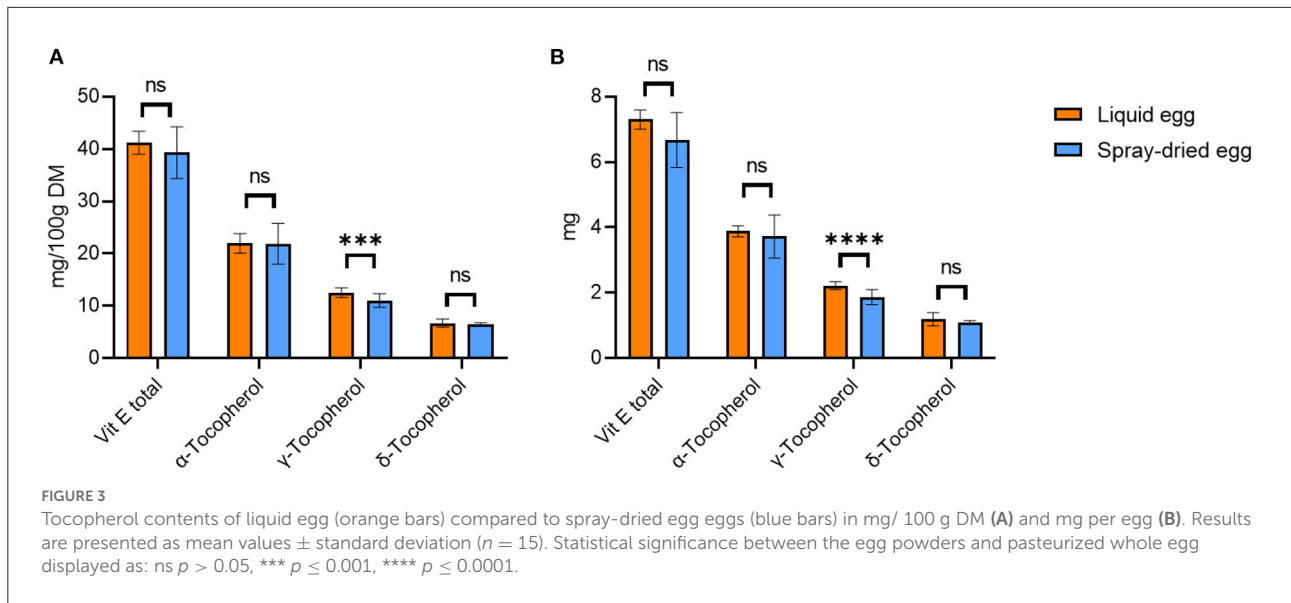 A
ns
ns
***
ns
50
40
30
20
10
0
mg/100g DM
Vit E total
α-Tocopherol
γ-Tocopherol
δ-Tocopherol
B
ns
ns
****
ns
8
6
4
2
0
mg
Vit E total
α-Tocopherol
γ-Tocopherol
δ-Tocopherol
Liquid egg
Spray-dried egg
FIGURE 3
Tocopherol contents of liquid egg (orange bars) compared to spray-dried egg eggs (blue bars) in mg/ 100 g DM (A) and mg per egg (B). Results
are presented as mean values ± standard deviation (n = 15). Statistical significance between the egg powders and pasteurized whole egg
displayed as: ns p > 0.05, *** p ≤ 0.001, **** p ≤ 0.0001.